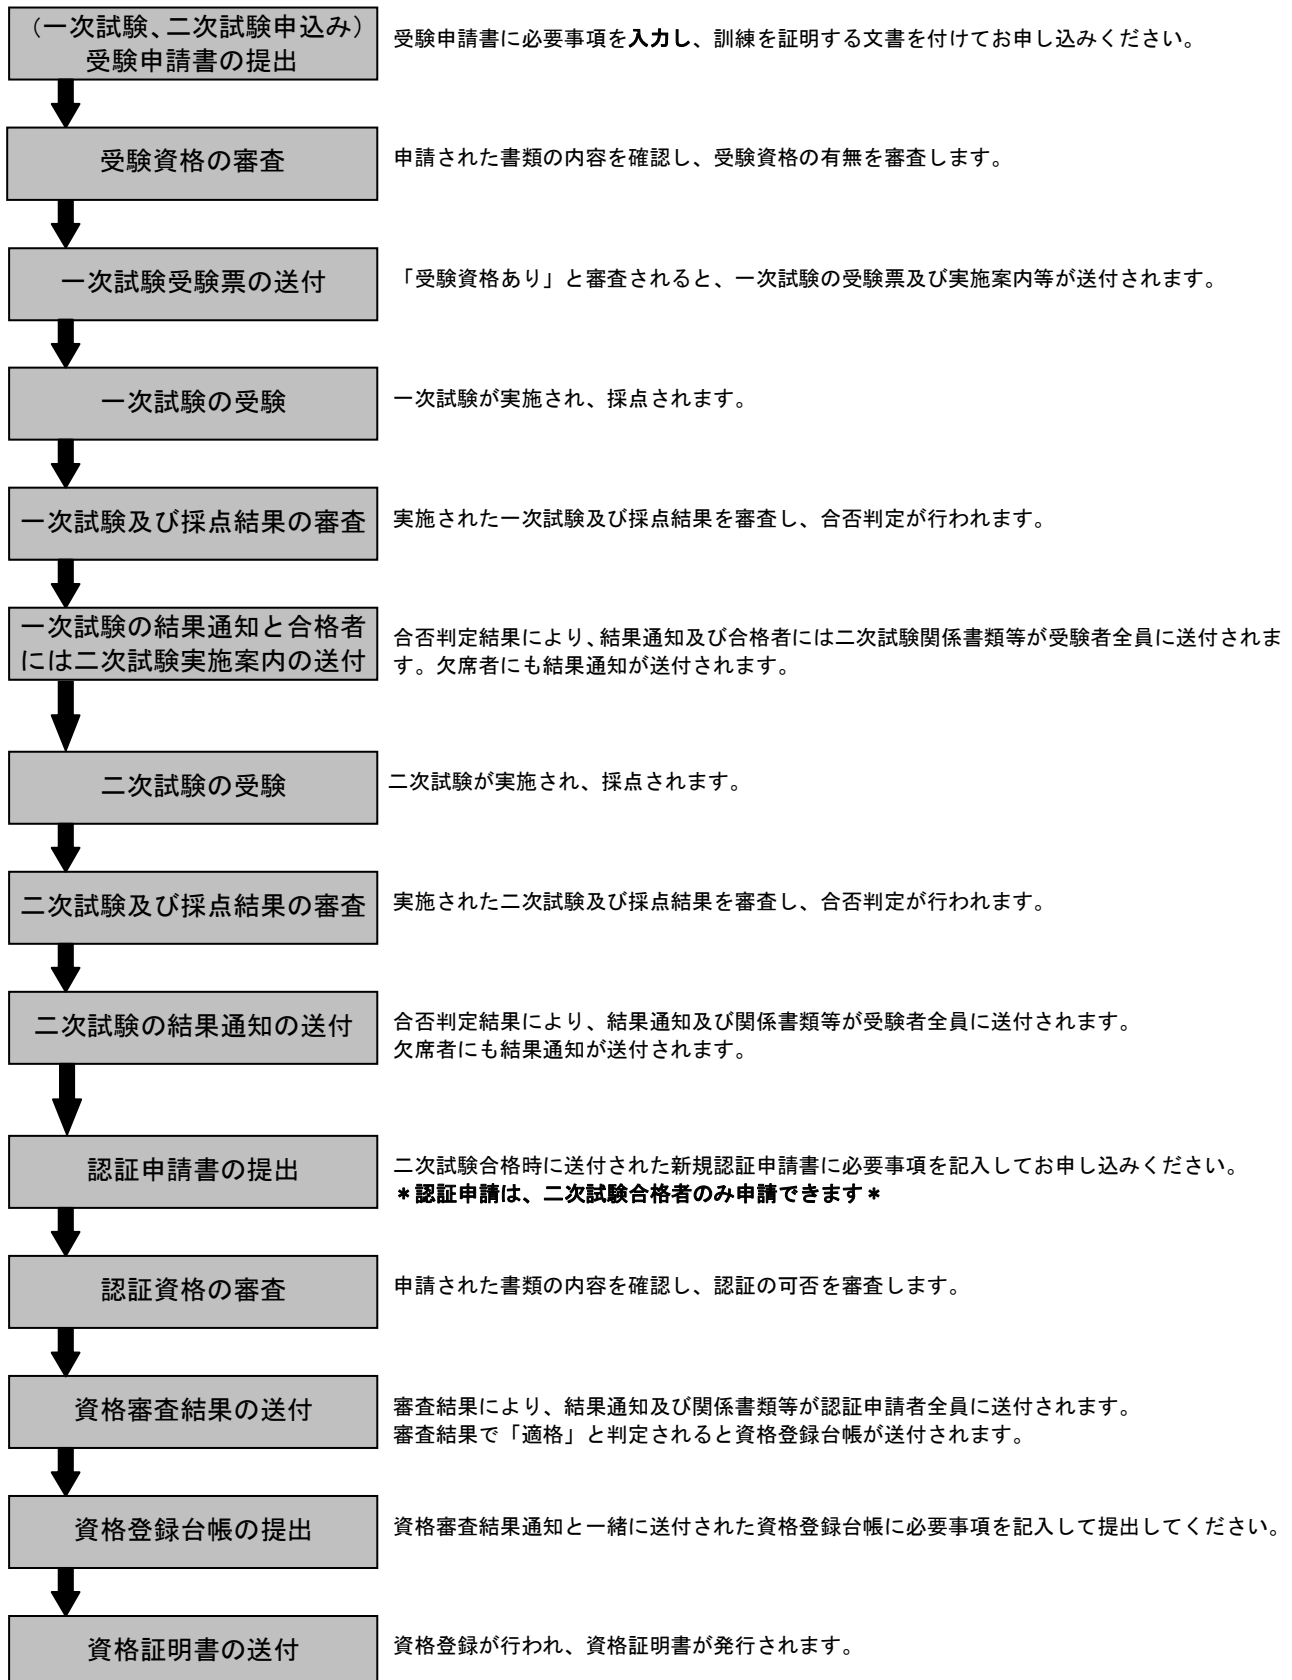 (一次試験、二次試験申込み)
受験申請書の提出
受験申請書に必要事項を入力し、訓練を証明する文書を付けてお申し込みください。
受験資格の審査
申請された書類の内容を確認し、受験資格の有無を審査します。
一次試験受験票の送付
「受験資格あり」と審査されると、一次試験の受験票及び実施案内等が送付されます。
一次試験の受験
一次試験が実施され、採点されます。
一次試験及び採点結果の審査
実施された一次試験及び採点結果を審査し、合否判定が行われます。
一次試験の結果通知と合格者
には二次試験実施案内の送付
合否判定結果により、結果通知及び合格者には二次試験関係書類等が受験者全員に送付されま
す。欠席者にも結果通知が送付されます。
二次試験の受験
二次試験が実施され、採点されます。
二次試験及び採点結果の審査
実施された二次試験及び採点結果を審査し、合否判定が行われます。
二次試験の結果通知の送付
合否判定結果により、結果通知及び関係書類等が受験者全員に送付されます。
欠席者にも結果通知が送付されます。
認証申請書の提出
二次試験合格時に送付された新規認証申請書に必要事項を記入してお申し込みください。
*認証申請は、二次試験合格者のみ申請できます*
認証資格の審査
申請された書類の内容を確認し、認証の可否を審査します。
資格審査結果の送付
審査結果により、結果通知及び関係書類等が認証申請者全員に送付されます。
審査結果で「適格」と判定されると資格登録台帳が送付されます。
資格登録台帳の提出
資格審査結果通知と一緒に送付された資格登録台帳に必要事項を記入して提出してください。
資格証明書の送付
資格登録が行われ、資格証明書が発行されます。